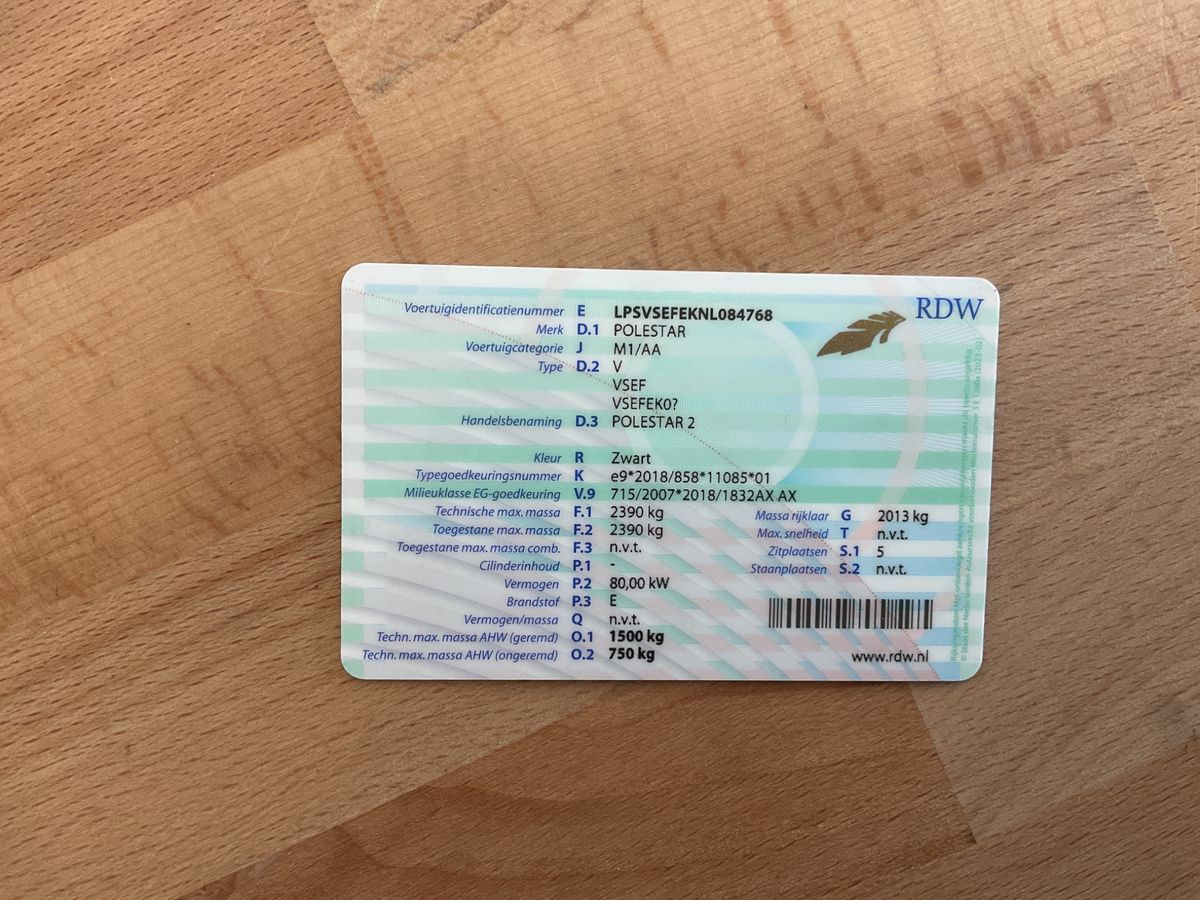 RDW
Voertuigidentificatienummer E LPSVSEFEKNL084768
Merk D.1 POLESTAR
Voertuigcategorie J M1/AA
Type D.2 V
VSEF
VSEFEK0?
Handelsbenaming D.3 POLESTAR 2
Kleur R Zwart
Typegoedkeuringsnummer K e9*2018/858*11085*01
Milieuklasse EG-goedkeuring V.9 715/2007*2018/1832AX AX
Technische max. massa F.1 2390 kg
Massa rijklaar G 2013 kg
Toegestane max. massa F.2 2390 kg
Max. snelheid T n.v.t.
Toegestane max. massa comb. F.3 n.v.t.
Zitplaatsen S.1 5
Cilinderinhoud P.1 -
Staanplaatsen S.2 n.v.t.
Vermogen P.2 80,00 kW
Brandstof P.3 E
Vermogen/massa Q n.v.t.
Techn. max. massa AHW (geremd) O.1 1500 kg
Techn. max. massa AHW (ongeremd) O.2 750 kg
www.rdw.nl